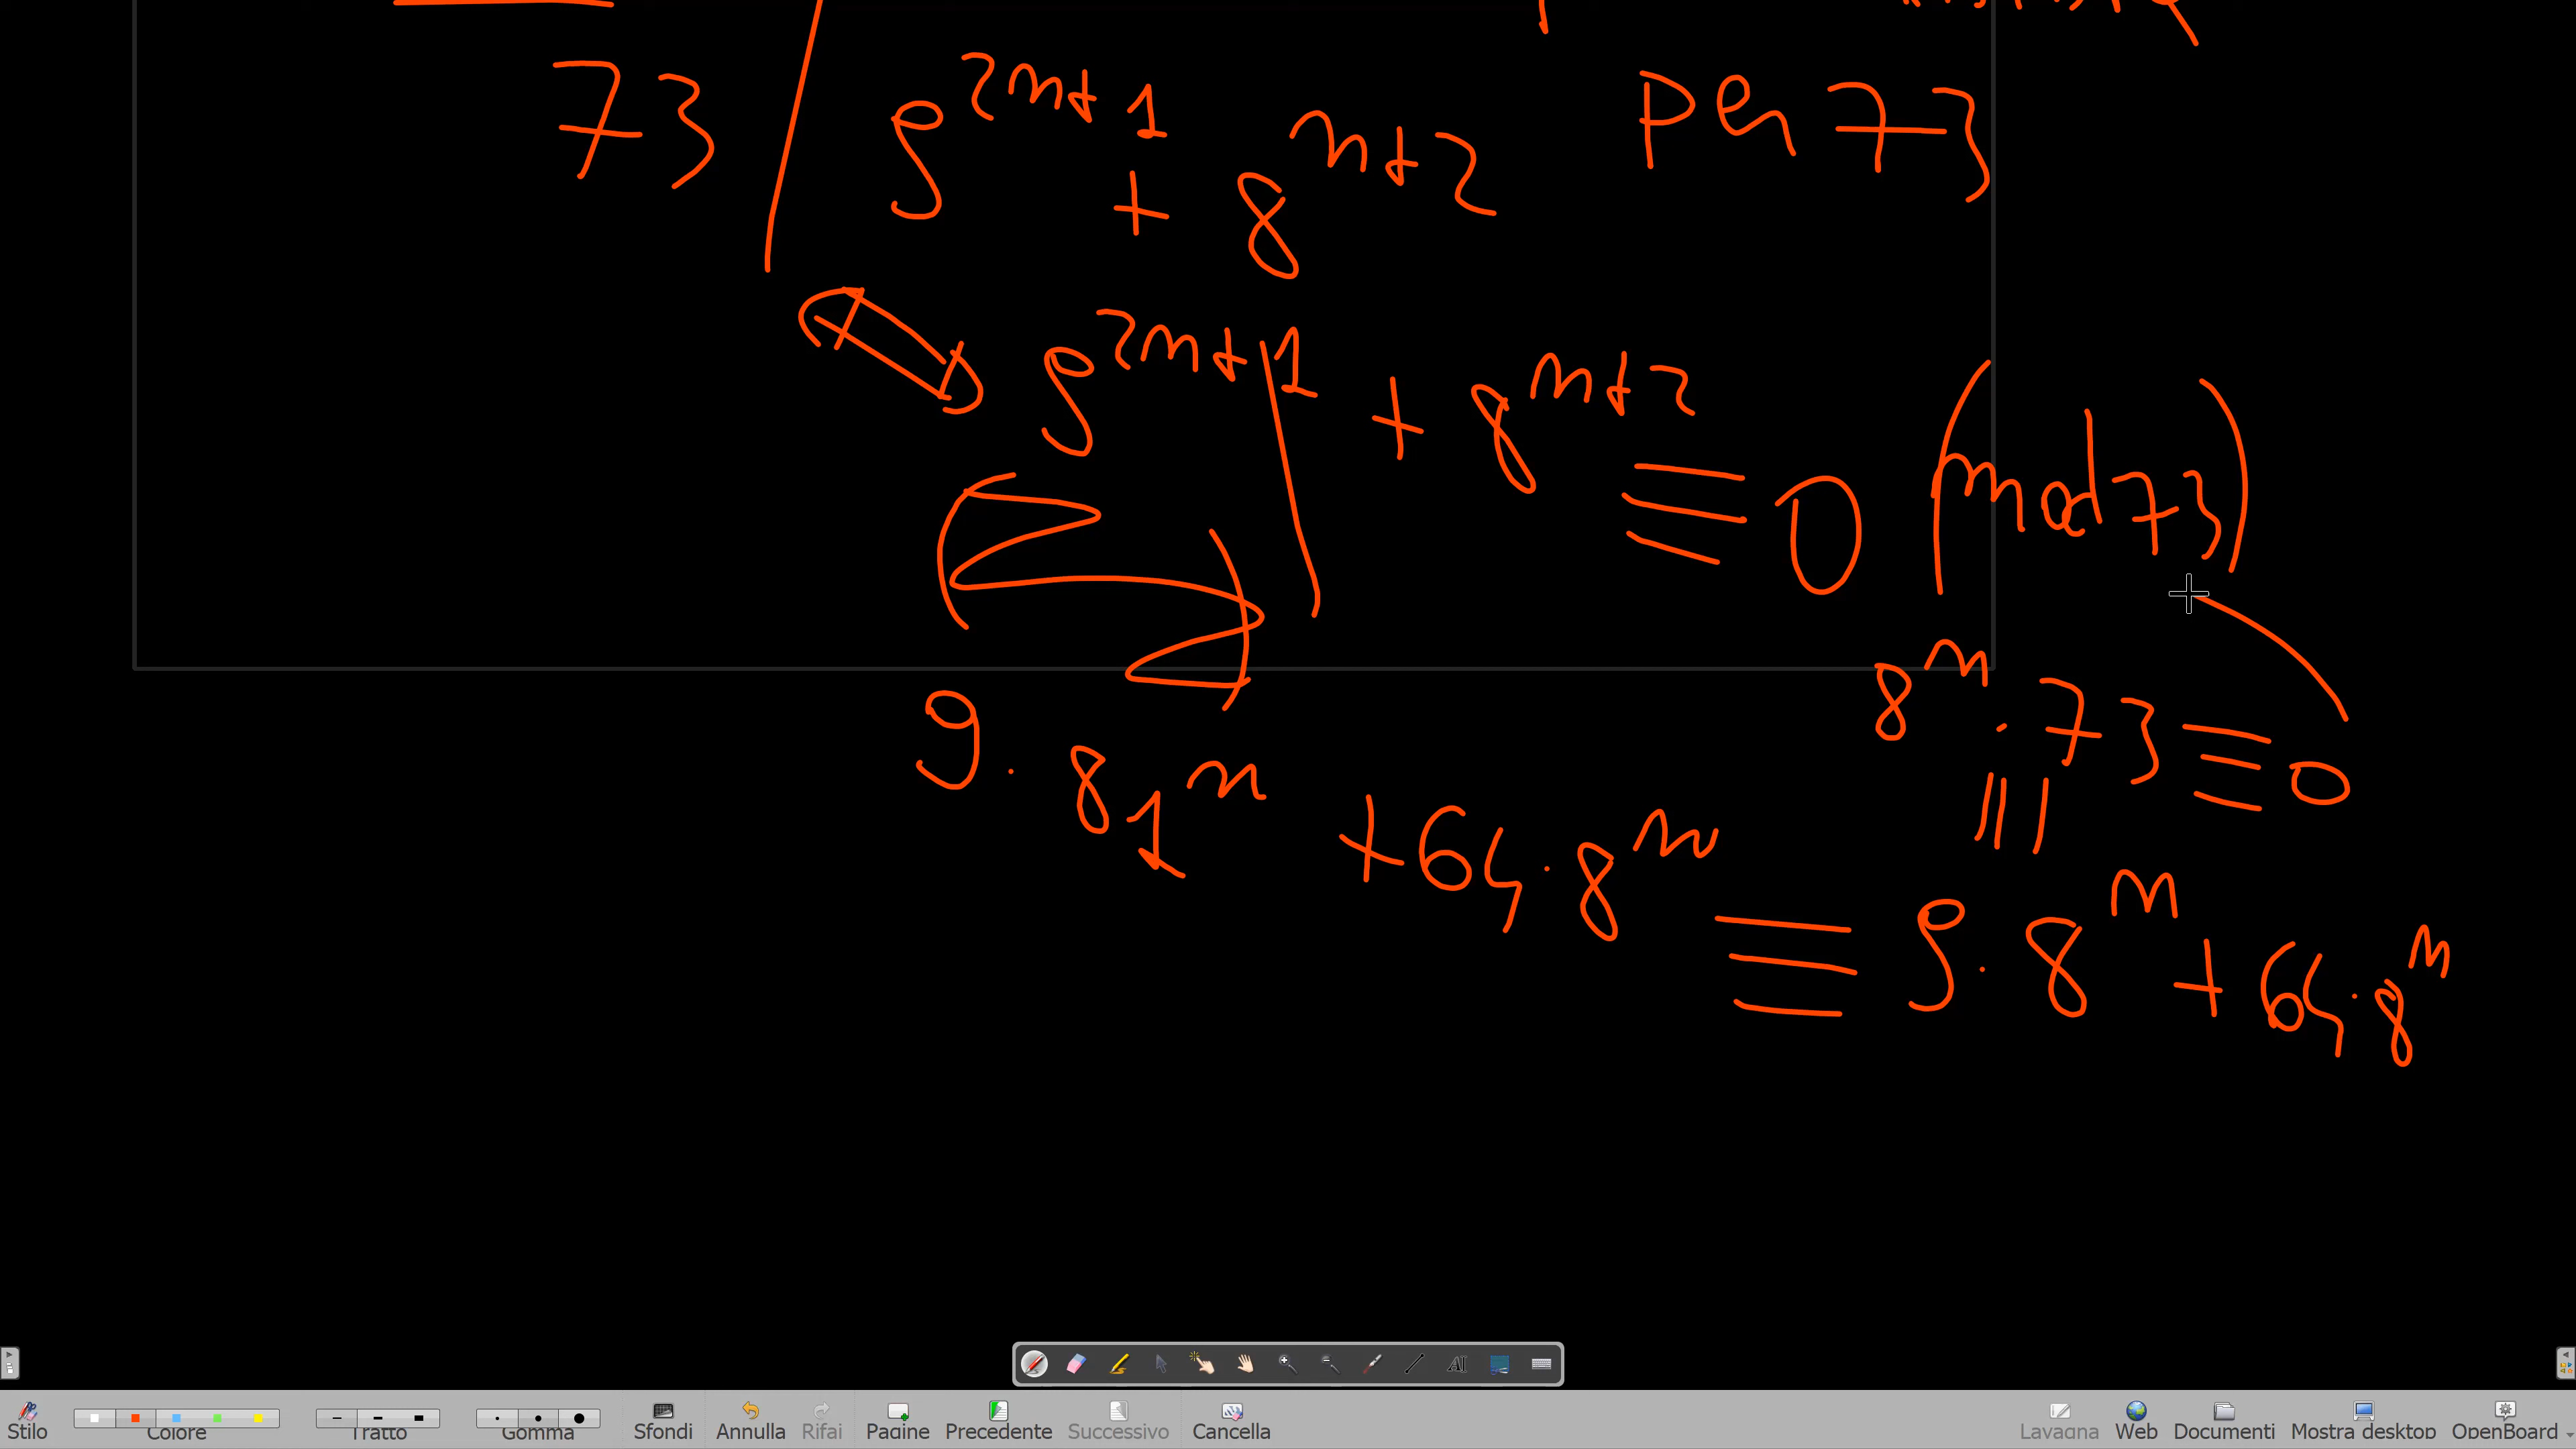 73 | 9^{2n+1} + 8^{n+2} per 73
9^{2n+1} + 8^{n+2} ≡ 0 (mod 73)
8^n · 73 ≡ 0
9 · 81^n + 64 · 8^n ≡ 9 · 8^n + 64 · 8^n
Stilo Colore Tratto Gomma Sfondi Annulla Rifai Pagine Precedente Successivo Cancella Lavagna Web Documenti Mostra desktop OpenBoard